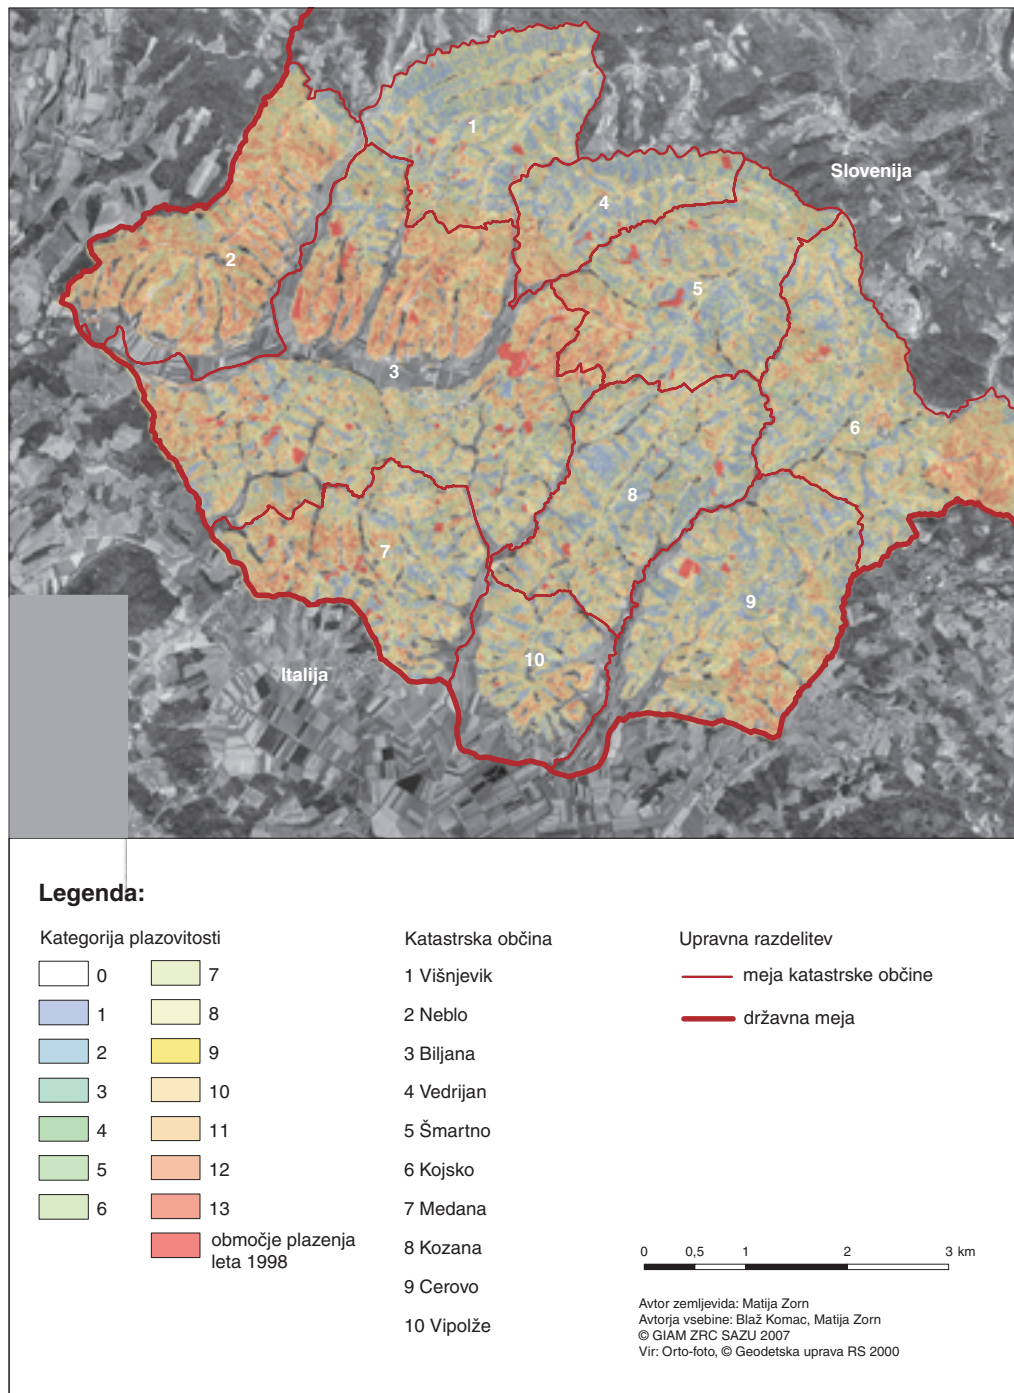 1
Slovenija
4
2
5
3
6
8
7
9
10
Italija
Legenda:
Kategorija plazovitosti
0
1
2
3
4
5
6
7
8
9
10
11
12
13
območje plazenja
leta 1998
Katastrska občina
1 Višnjevik
2 Neblo
3 Biljana
4 Vedrijan
5 Šmartno
6 Kojsko
7 Medana
8 Kozana
9 Cerovo
10 Vipolže
Upravna razdelitev
meja katastrske občine
državna meja
0 0,5 1 2 3 km
Avtor zemljevida: Matija Zorn
Avtorja vsebine: Blaž Komac, Matija Zorn
© GIAM ZRC SAZU 2007
Vir: Orto-foto, © Geodetska uprava RS 2000